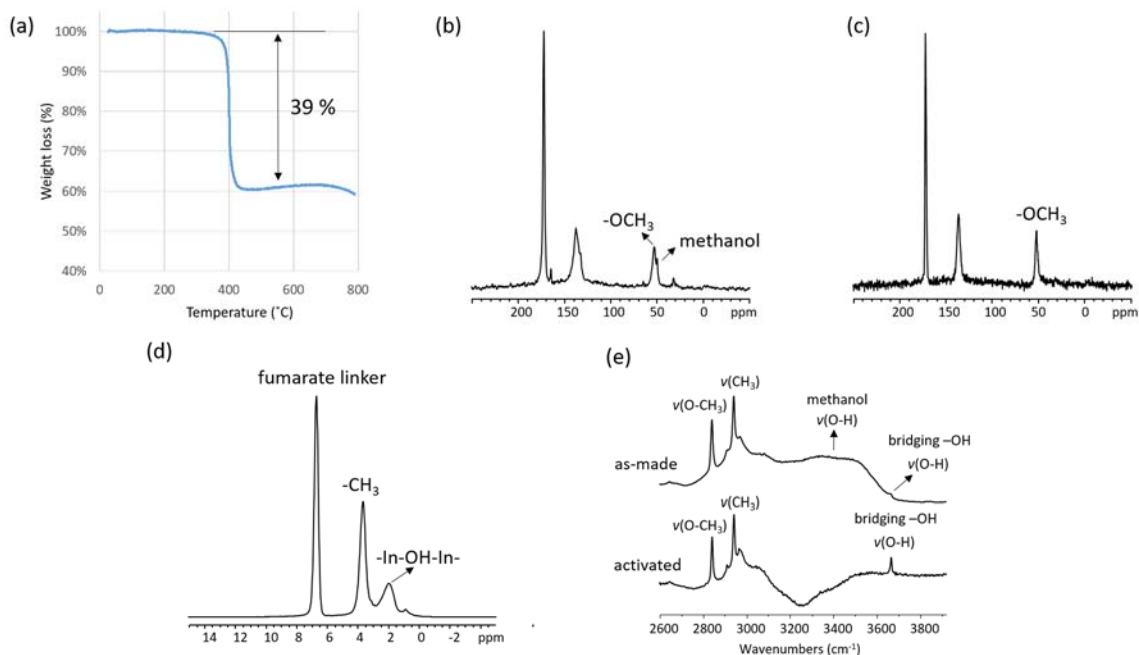 (a)
100%
90%
80%
70%
60%
50%
40%
Weight loss (%)
39 %
0 200 400 600 800
Temperature (˚C)
(b)
-OCH₃
methanol
200 150 100 50 0 ppm
(c)
-OCH₃
200 150 100 50 0 ppm
(d)
fumarate linker
-CH₃
-In-OH-In-
14 12 10 8 6 4 2 0 -2 ppm
(e)
ν(CH₃)
ν(O-CH₃)
methanol
ν(O-H)
bridging –OH
ν(O-H)
as-made
ν(CH₃)
ν(O-CH₃)
bridging –OH
ν(O-H)
activated
2600 2800 3000 3200 3400 3600 3800
Wavenumbers (cm⁻¹)